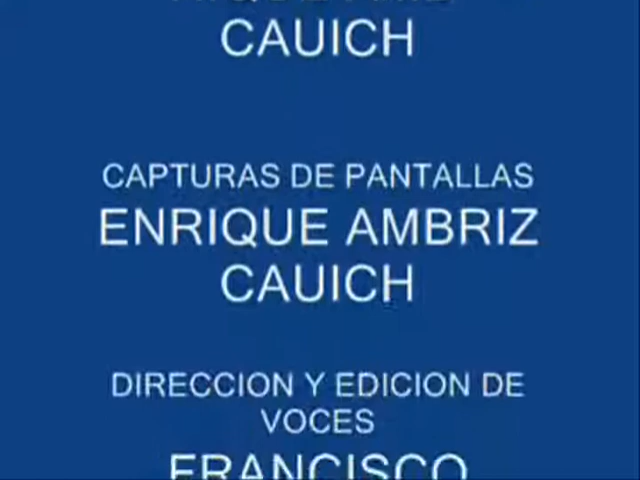 CAUICH
CAPTURAS DE PANTALLAS
ENRIQUE AMBRIZ
CAUICH
DIRECCION Y EDICION DE
VOCES
FRANCISCO